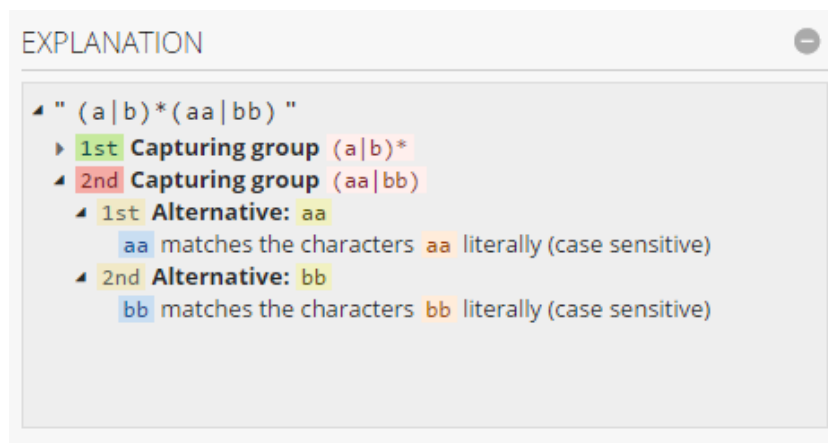 EXPLANATION
" (a|b)*(aa|bb) "
1st Capturing group (a|b)*
2nd Capturing group (aa|bb)
1st Alternative: aa
aa matches the characters aa literally (case sensitive)
2nd Alternative: bb
bb matches the characters bb literally (case sensitive)